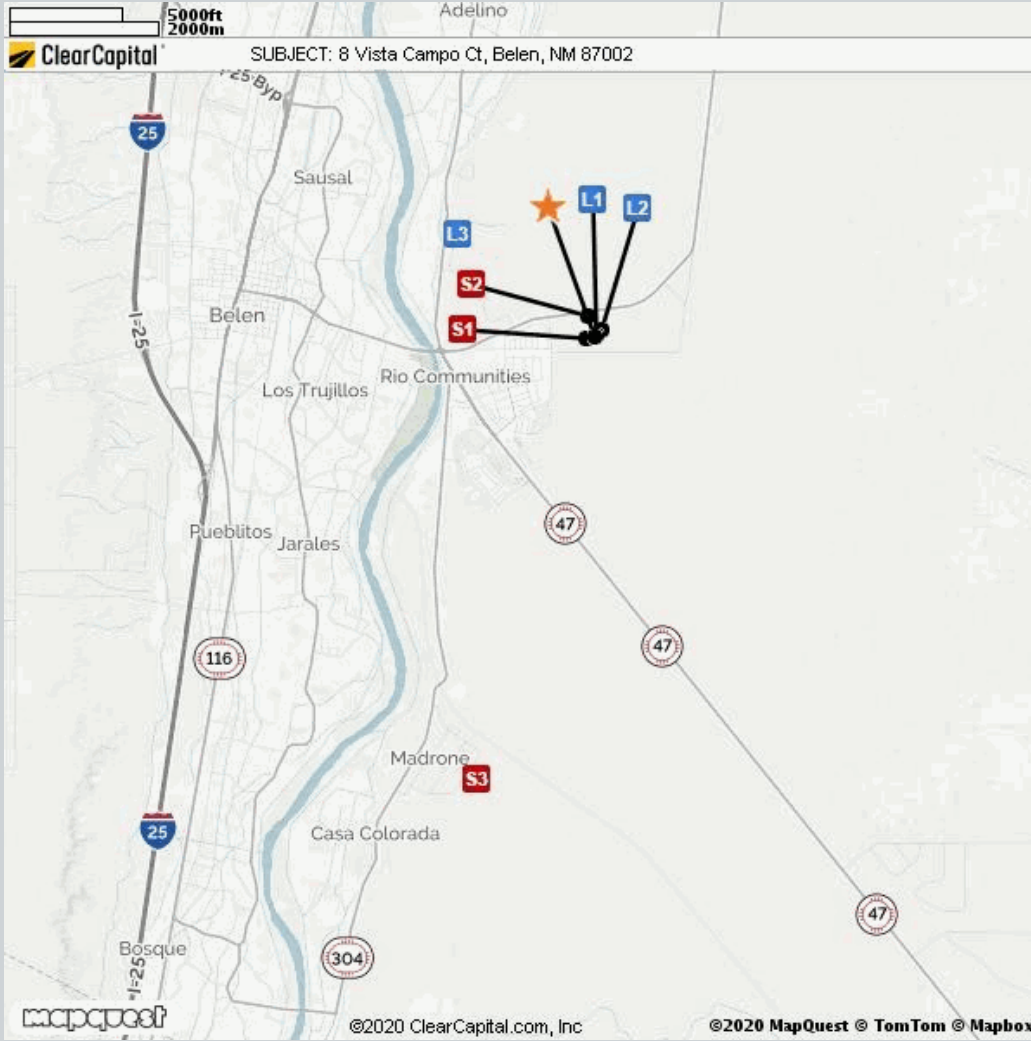 Adelino
5000ft
2000m
ClearCapital
SUBJECT: 8 Vista Campo Ct, Belen, NM 87002
I-25 Byp
25
Sausal
L1
L2
L3
S2
I-25
Belen
S1
Rio Communities
Los Trujillos
47
Pueblitos
Jarales
47
116
Madrone
S3
25
Casa Colorada
47
Bosque
I-25
304
mapquest
©2020 ClearCapital.com, Inc
©2020 MapQuest © TomTom © Mapbox